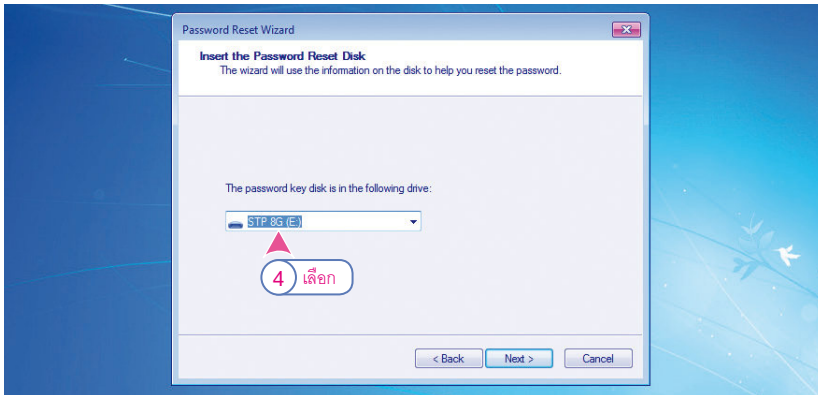 Password Reset Wizard
Insert the Password Reset Disk
The wizard will use the information on the disk to help you reset the password.
The password key disk is in the following drive:
STP 8G (E:)
4 เลือก
< Back Next > Cancel